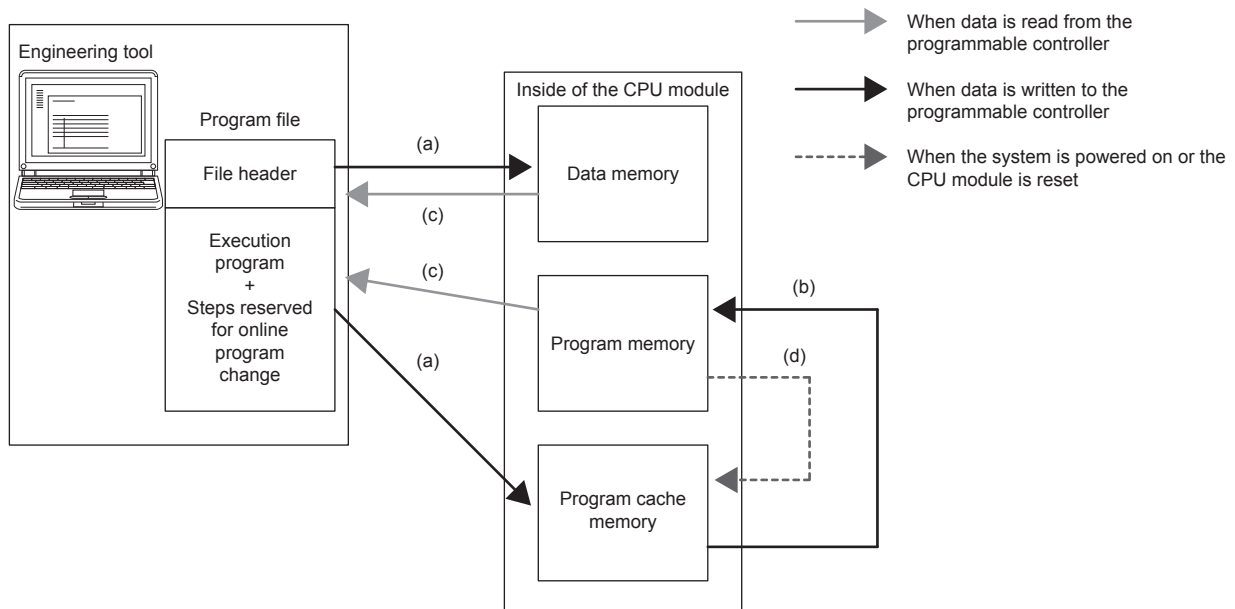 Engineering tool
Program file
File header
Execution
program
+
Steps reserved
for online
program
change
(a)
(c)
(c)
(a)
Inside of the CPU module
Data memory
Program memory
Program cache
memory
(b)
(d)
When data is read from the
programmable controller
When data is written to the
programmable controller
When the system is powered on or the
CPU module is reset